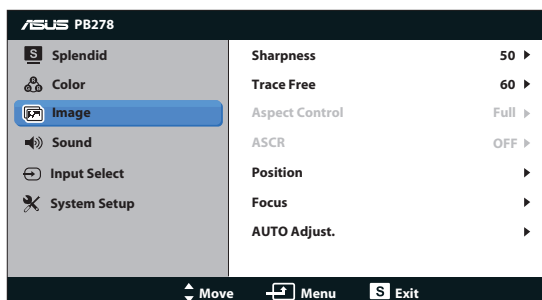 ASUS PB278
S Splendid
Color
Image
Sound
Input Select
System Setup
Sharpness 50
Trace Free 60
Aspect Control Full
ASCR OFF
Position
Focus
AUTO Adjust.
Move Menu S Exit